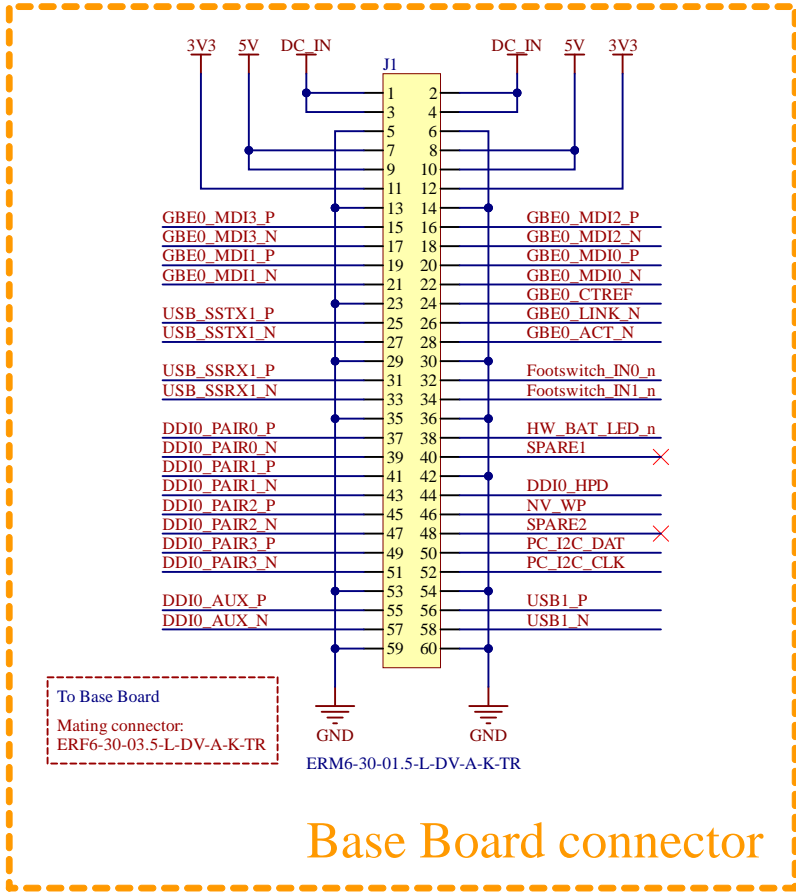 3V3 5V DC_IN DC_IN 5V 3V3
J1
1 2
3 4
5 6
7 8
9 10
11 12
13 14
GBE0_MDI3_P 15 16 GBE0_MDI2_P
GBE0_MDI3_N 17 18 GBE0_MDI2_N
GBE0_MDI1_P 19 20 GBE0_MDI0_P
GBE0_MDI1_N 21 22 GBE0_MDI0_N
23 24 GBE0_CTREF
USB_SSTX1_P 25 26 GBE0_LINK_N
USB_SSTX1_N 27 28 GBE0_ACT_N
29 30
USB_SSRX1_P 31 32 Footswitch_IN0_n
USB_SSRX1_N 33 34 Footswitch_IN1_n
35 36
DDI0_PAIR0_P 37 38 HW_BAT_LED_n
DDI0_PAIR0_N 39 40 SPARE1
DDI0_PAIR1_P 41 42
DDI0_PAIR1_N 43 44 DDI0_HPD
DDI0_PAIR2_P 45 46 NV_WP
DDI0_PAIR2_N 47 48 SPARE2
DDI0_PAIR3_P 49 50 PC_I2C_DAT
DDI0_PAIR3_N 51 52 PC_I2C_CLK
53 54
DDI0_AUX_P 55 56 USB1_P
DDI0_AUX_N 57 58 USB1_N
59 60
GND GND
To Base Board
Mating connector:
ERF6-30-03.5-L-DV-A-K-TR
ERM6-30-01.5-L-DV-A-K-TR
Base Board connector